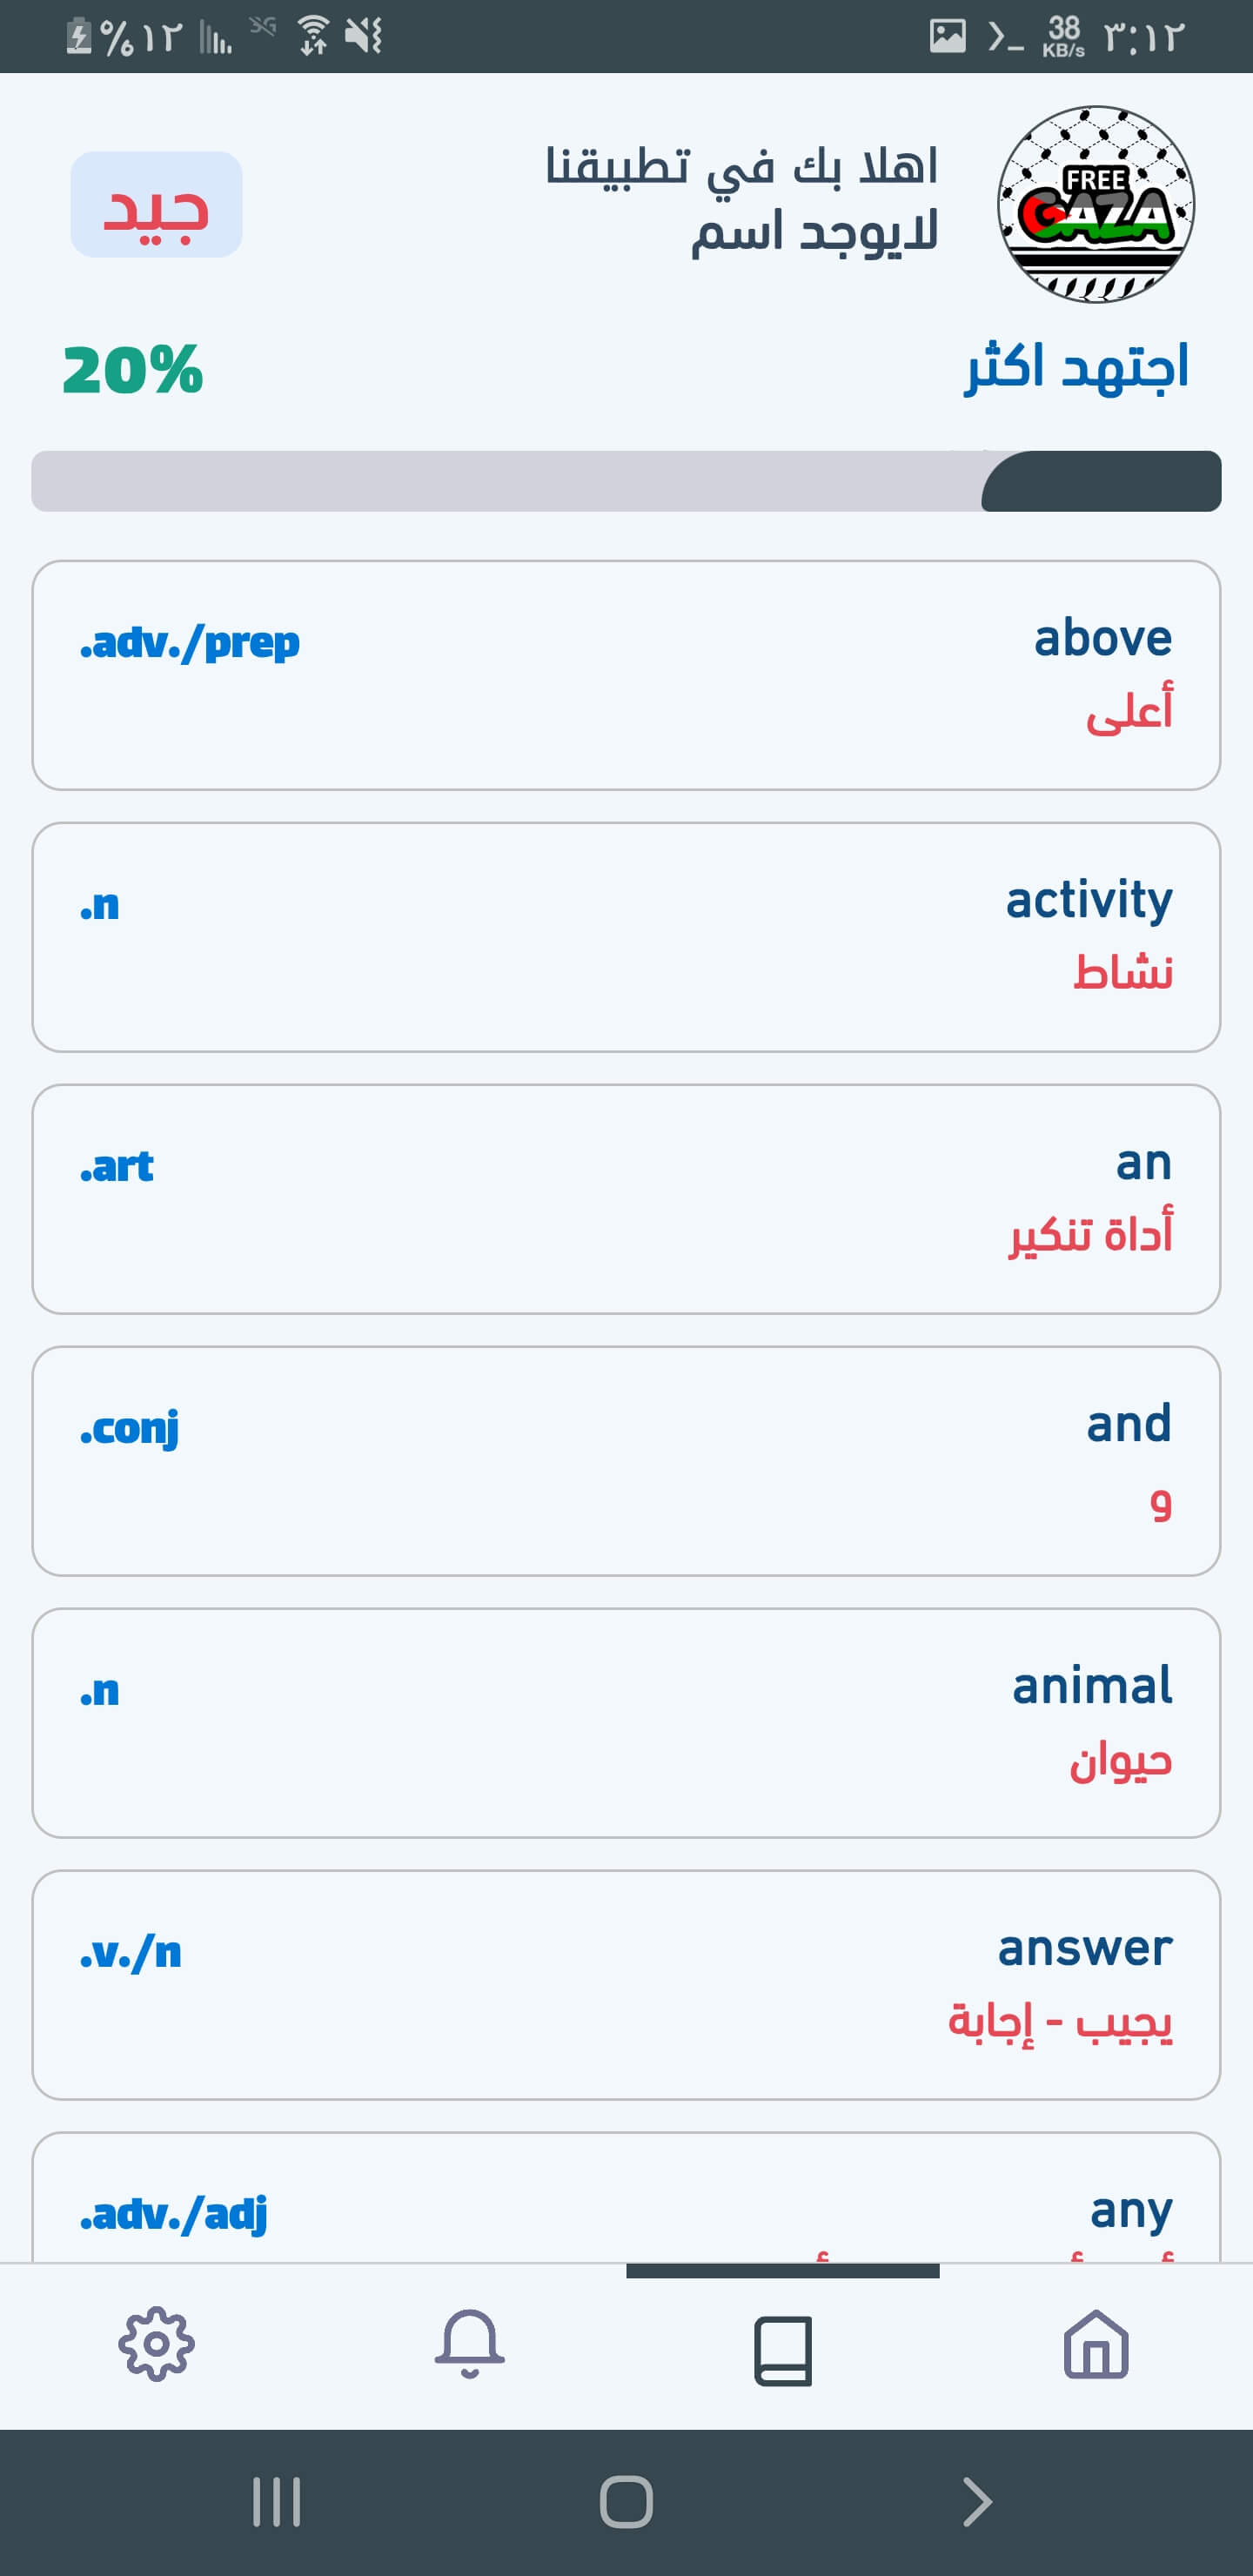 %١٢
38
KB/s
٣:١٢
FREE
GAZA
اهلا بك في تطبيقنا
لايوجد اسم
جيد
اجتهد اكثر
20%
above
.adv./prep
أعلى
activity
.n
نشاط
an
.art
أداة تنكير
and
.conj
و
animal
.n
حيوان
answer
.v./n
يجيب - إجابة
any
.adv./adj